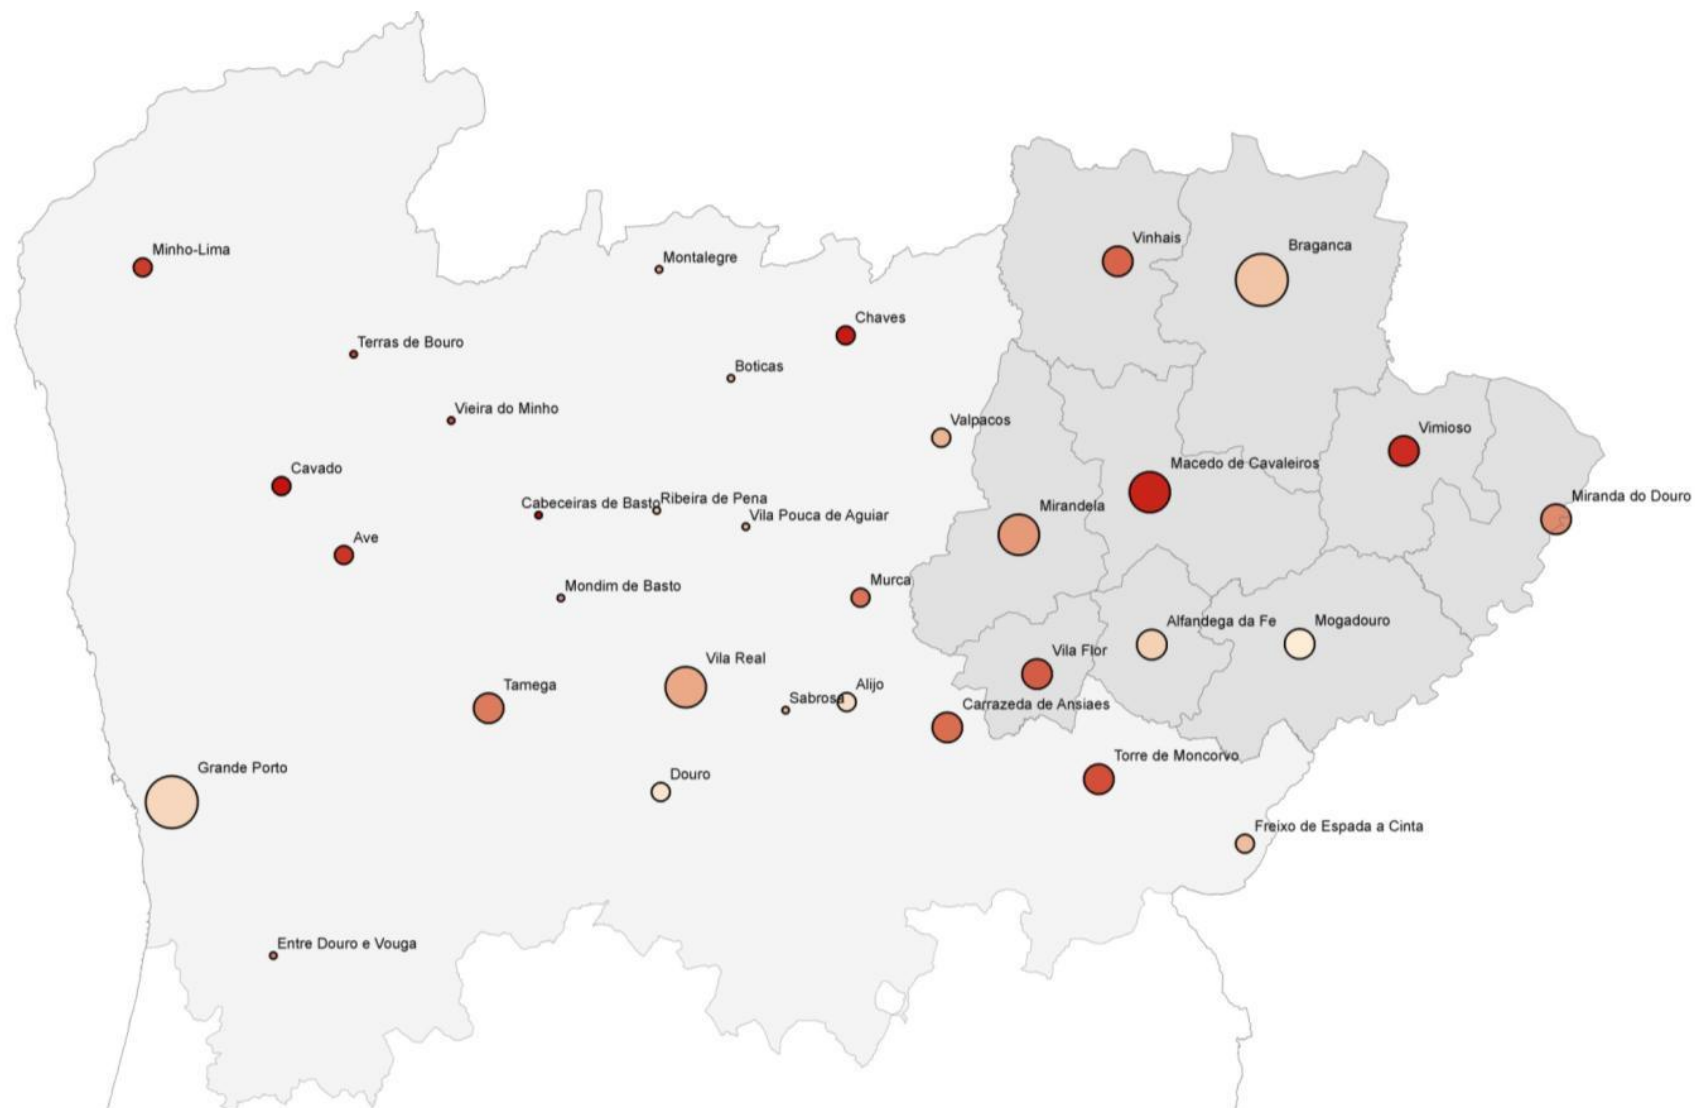 Vinhais
Braganca
Minho-Lima
Montalegre
Chaves
Terras de Bouro
Boticas
Vieira do Minho
Valpacos
Vimioso
Cavado
Macedo de Cavaleiros
Cabeceiras de Basto
Ribeira de Pena
Miranda do Douro
Mirandela
Vila Pouca de Aguiar
Ave
Mondim de Basto
Murca
Alfandega da Fe
Mogadouro
Vila Flor
Vila Real
Tamega
Sabrosa
Alijo
Carrazeda de Ansiaes
Torre de Moncorvo
Grande Porto
Douro
Freixo de Espada a Cinta
Entre Douro e Vouga